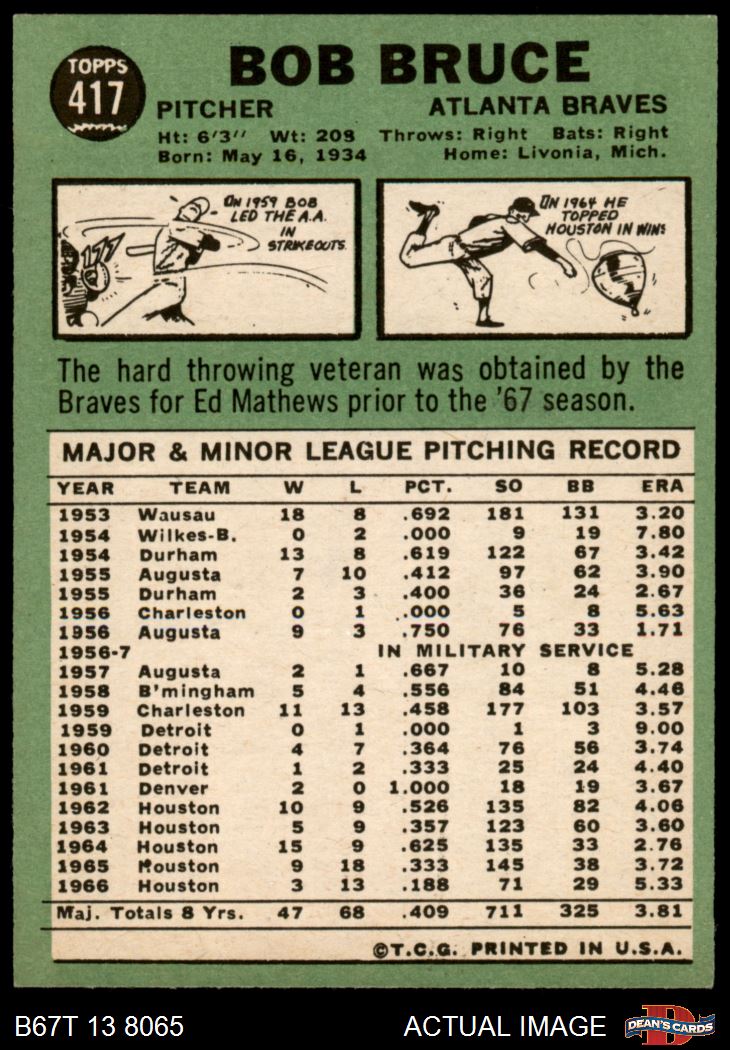 TOPPS
417
BOB BRUCE
PITCHER ATLANTA BRAVES
Ht: 6'3" Wt: 208 Throws: Right Bats: Right
Born: May 16, 1934 Home: Livonia, Mich.
ON 1959 BOB
LED THE A.A.
IN
STRIKEOUTS.
177
IN 1964 HE
TOPPED
HOUSTON IN WINS
The hard throwing veteran was obtained by the
Braves for Ed Mathews prior to the '67 season.
MAJOR & MINOR LEAGUE PITCHING RECORD
YEAR TEAM W L PCT. SO BB ERA
1953 Wausau 18 8 .692 181 131 3.20
1954 Wilkes-B. 0 2 .000 9 19 7.80
1954 Durham 13 8 .619 122 67 3.42
1955 Augusta 7 10 .412 97 62 3.90
1955 Durham 2 3 .400 36 24 2.67
1956 Charleston 0 1 .000 5 8 5.63
1956 Augusta 9 3 .750 76 33 1.71
1956-7 IN MILITARY SERVICE
1957 Augusta 2 1 .667 10 8 5.28
1958 B'mingham 5 4 .556 84 51 4.46
1959 Charleston 11 13 .458 177 103 3.57
1959 Detroit 0 1 .000 1 3 9.00
1960 Detroit 4 7 .364 76 56 3.74
1961 Detroit 1 2 .333 25 24 4.40
1961 Denver 2 0 1.000 18 19 3.67
1962 Houston 10 9 .526 135 82 4.06
1963 Houston 5 9 .357 123 60 3.60
1964 Houston 15 9 .625 135 33 2.76
1965 Houston 9 18 .333 145 38 3.72
1966 Houston 3 13 .188 71 29 5.33
Maj. Totals 8 Yrs. 47 68 .409 711 325 3.81
©T.C.G. PRINTED IN U.S.A.
B67T 13 8065 ACTUAL IMAGE
D
DEAN'S CARDS